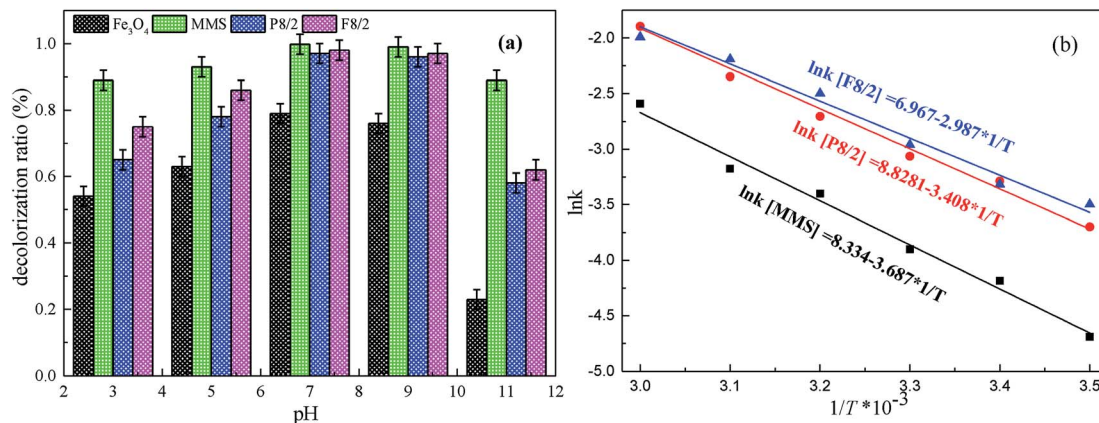 Fe₃O₄ MMS P8/2 F8/2
(a)
decolorization ratio (%)
1.0
0.8
0.6
0.4
0.2
0.0
2 3 4 5 6 7 8 9 10 11 12
pH
(b)
lnk
-2.0
-2.5
-3.0
-3.5
-4.0
-4.5
-5.0
lnk [F8/2] =6.967-2.987*1/T
lnk [P8/2] =8.8281-3.408*1/T
lnk [MMS] =8.334-3.687*1/T
3.0 3.1 3.2 3.3 3.4 3.5
1/T *10⁻³